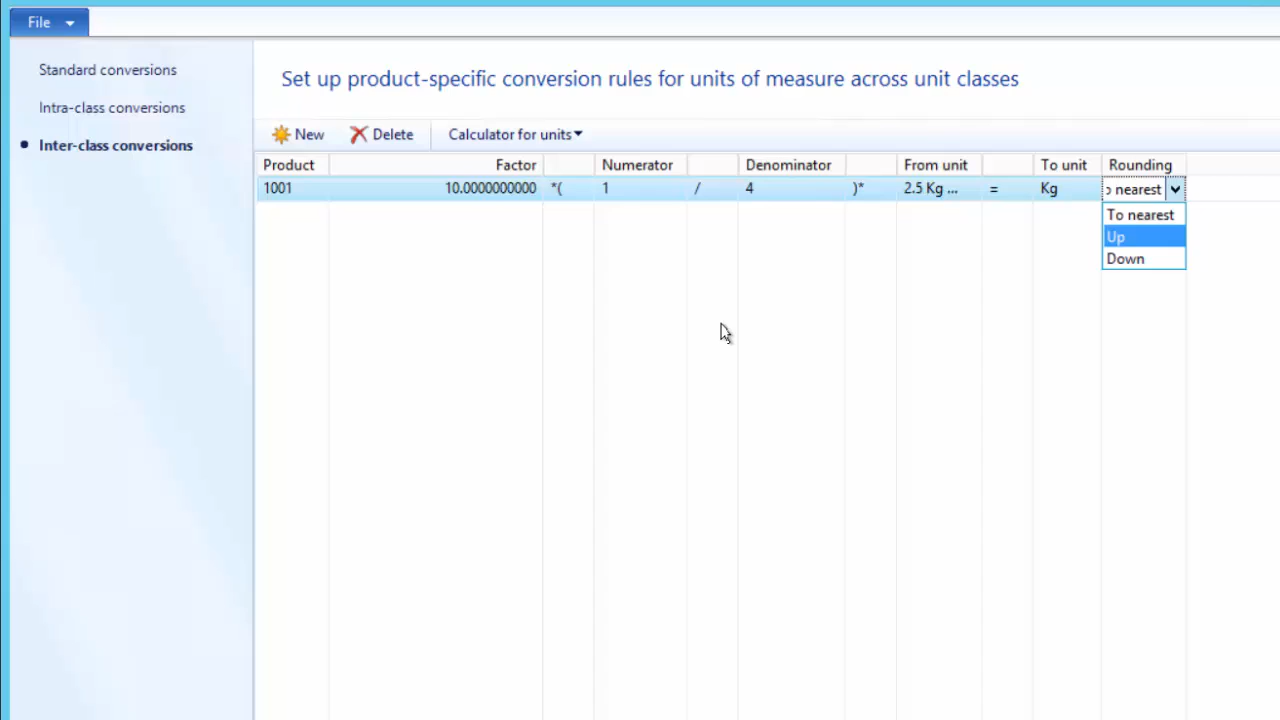 File
Standard conversions
Intra-class conversions
Inter-class conversions
Set up product-specific conversion rules for units of measure across unit classes
New Delete Calculator for units
Product Factor Numerator Denominator From unit To unit Rounding
1001 10.0000000000 *( 1 / 4 )* 2.5 Kg ... = Kg nearest
To nearest
Up
Down